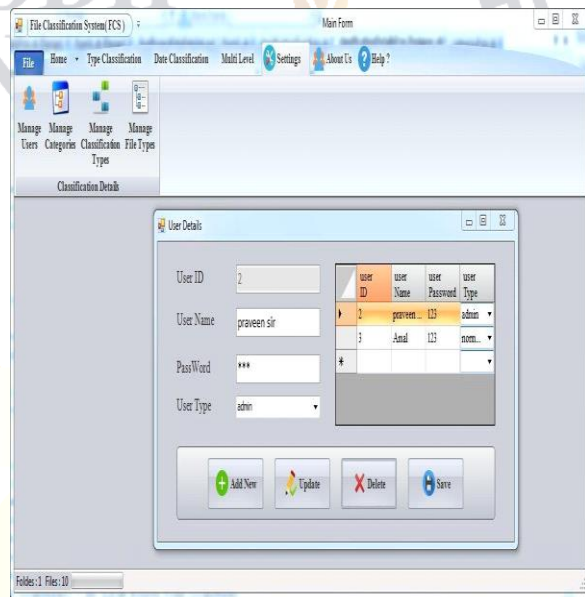 File Classification System( FCS )
Main Form
File
Home
Type Classification
Date Classification
Multi Level
Settings
About Us
Help ?
Manage Users
Manage Categories
Manage Classification Types
Manage File Types
Classification Details
User Details
User ID
2
User Name
praveen sir
PassWord
***
User Type
admin
user ID user Name user Password user Type
2 praveen ... 123 admin
3 Amal 123 norm...
*
Add New
Update
Delete
Save
Foldes :1 Files : 10